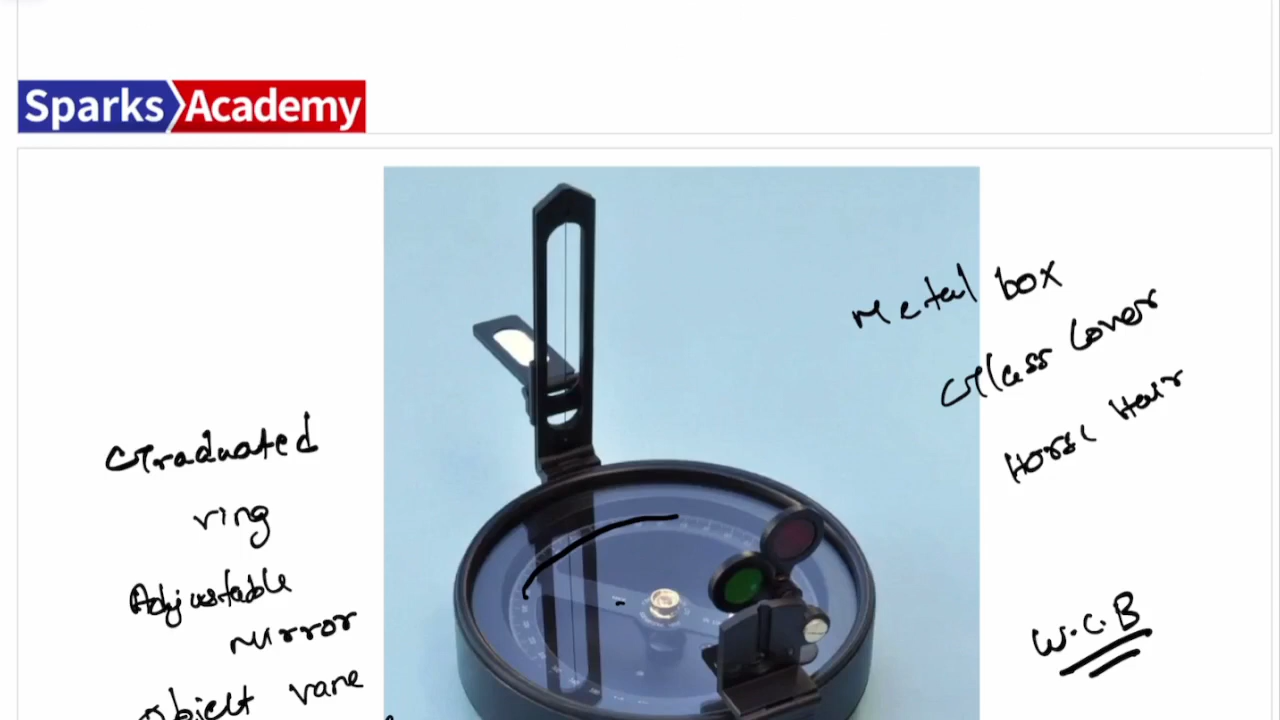 Sparks Academy
Metal box
Glass Cover
Horse Hair
Graduated
ring
Adjustable
mirror
Object vane
W.C.B